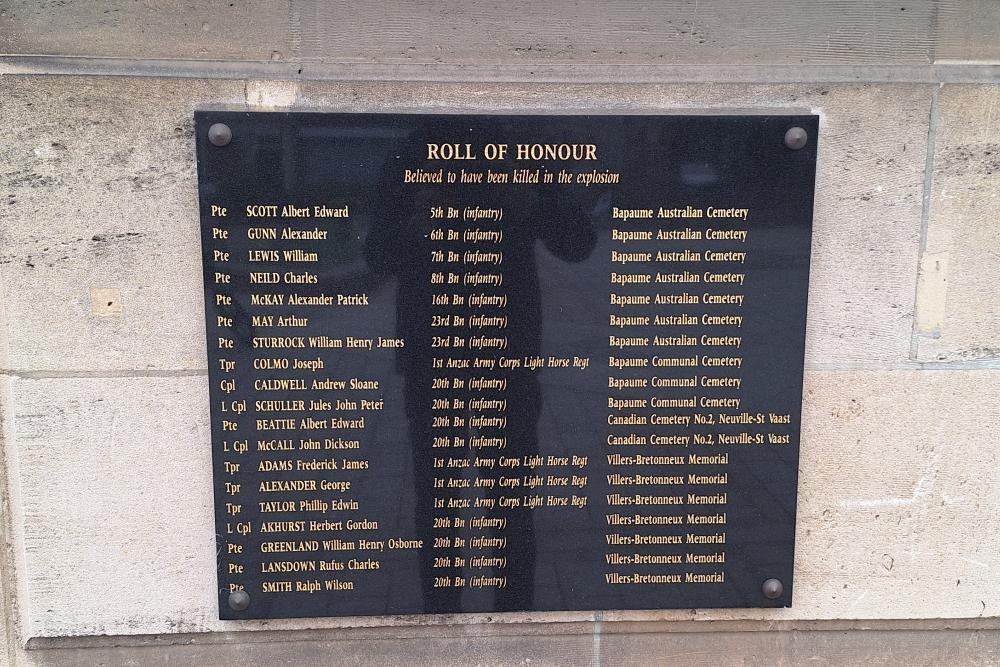 ROLL OF HONOUR
Believed to have been killed in the explosion
Pte SCOTT Albert Edward 5th Bn (infantry) Bapaume Australian Cemetery
Pte GUNN Alexander 6th Bn (infantry) Bapaume Australian Cemetery
Pte LEWIS William 7th Bn (infantry) Bapaume Australian Cemetery
Pte NEILD Charles 8th Bn (infantry) Bapaume Australian Cemetery
Pte McKAY Alexander Patrick 16th Bn (infantry) Bapaume Australian Cemetery
Pte MAY Arthur 23rd Bn (infantry) Bapaume Australian Cemetery
Pte STURROCK William Henry James 23rd Bn (infantry) Bapaume Australian Cemetery
Tpr COLMO Joseph 1st Anzac Army Corps Light Horse Regt Bapaume Communal Cemetery
Cpl CALDWELL Andrew Sloane 20th Bn (infantry) Bapaume Communal Cemetery
L Cpl SCHULLER Jules John Peter 20th Bn (infantry) Bapaume Communal Cemetery
Pte BEATTIE Albert Edward 20th Bn (infantry) Canadian Cemetery No.2, Neuville-St Vaast
L Cpl McCALL John Dickson 20th Bn (infantry) Canadian Cemetery No.2, Neuville-St Vaast
Tpr ADAMS Frederick James 1st Anzac Army Corps Light Horse Regt Villers-Bretonneux Memorial
Tpr ALEXANDER George 1st Anzac Army Corps Light Horse Regt Villers-Bretonneux Memorial
Tpr TAYLOR Phillip Edwin 1st Anzac Army Corps Light Horse Regt Villers-Bretonneux Memorial
L Cpl AKHURST Herbert Gordon 20th Bn (infantry) Villers-Bretonneux Memorial
Pte GREENLAND William Henry Osborne 20th Bn (infantry) Villers-Bretonneux Memorial
Pte LANSDOWN Rufus Charles 20th Bn (infantry) Villers-Bretonneux Memorial
Pte SMITH Ralph Wilson 20th Bn (infantry) Villers-Bretonneux Memorial